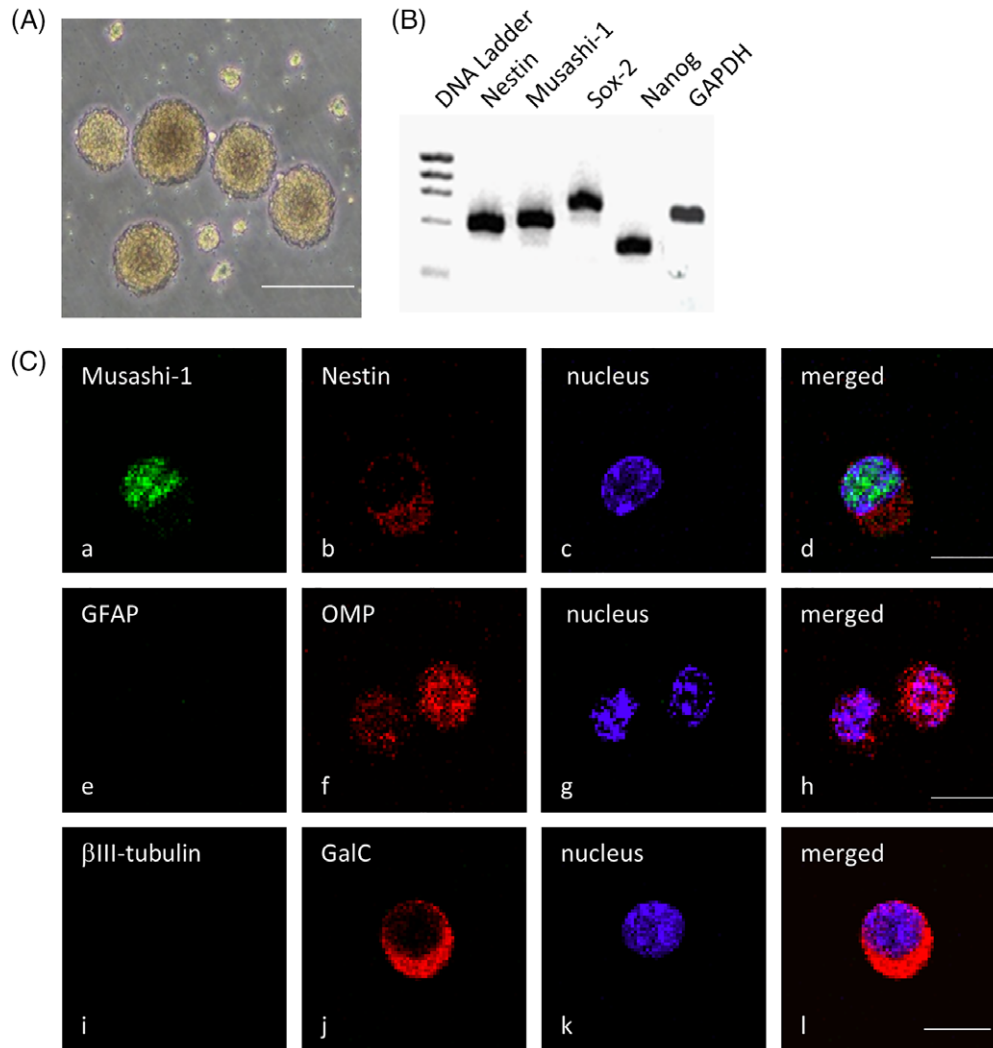 (A)
(B)
DNA Ladder
Nestin
Musashi-1
Sox-2
Nanog
GAPDH
(C)
Musashi-1
Nestin
nucleus
merged
a
b
c
d
GFAP
OMP
nucleus
merged
e
f
g
h
βIII-tubulin
GalC
nucleus
merged
i
j
k
l